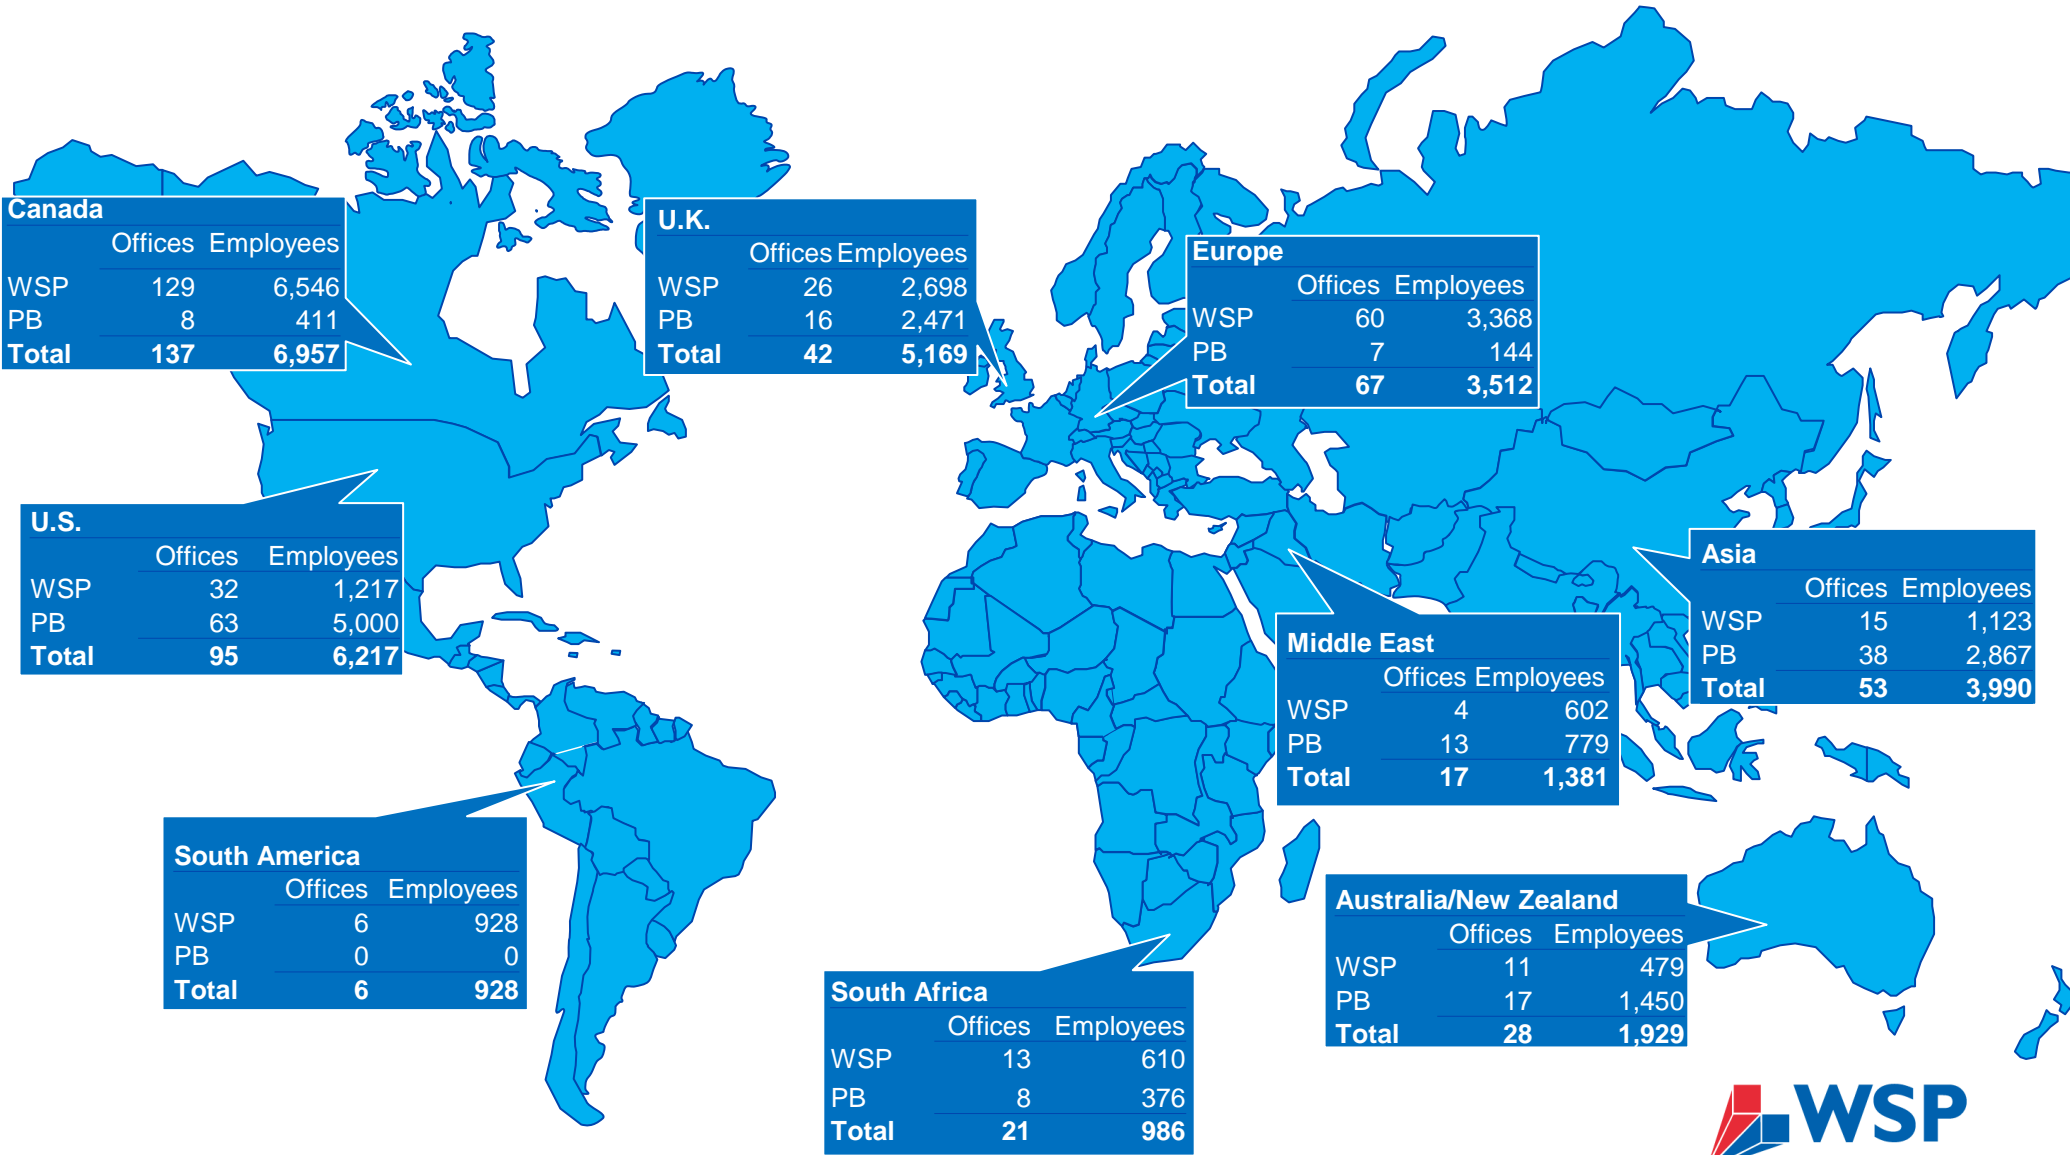 Canada
Offices Employees
WSP 129 6,546
PB 8 411
Total 137 6,957
U.K.
Offices Employees
WSP 26 2,698
PB 16 2,471
Total 42 5,169
Europe
Offices Employees
WSP 60 3,368
PB 7 144
Total 67 3,512
U.S.
Offices Employees
WSP 32 1,217
PB 63 5,000
Total 95 6,217
Asia
Offices Employees
WSP 15 1,123
PB 38 2,867
Total 53 3,990
Middle East
Offices Employees
WSP 4 602
PB 13 779
Total 17 1,381
South America
Offices Employees
WSP 6 928
PB 0 0
Total 6 928
Australia/New Zealand
Offices Employees
WSP 11 479
PB 17 1,450
Total 28 1,929
South Africa
Offices Employees
WSP 13 610
PB 8 376
Total 21 986
WSP